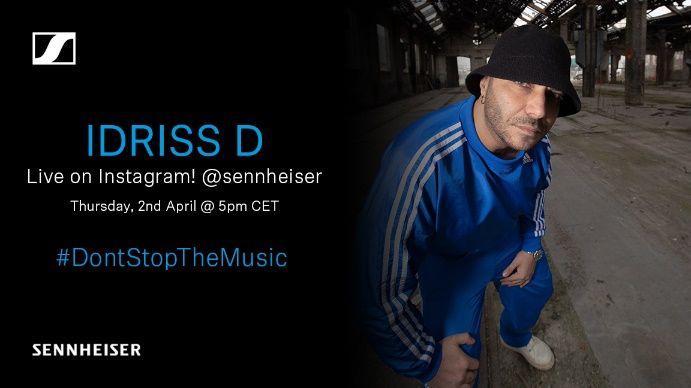 IDRISS D
Live on Instagram! @sennheiser
Thursday, 2nd April @ 5pm CET
#DontStopTheMusic
SENNHEISER